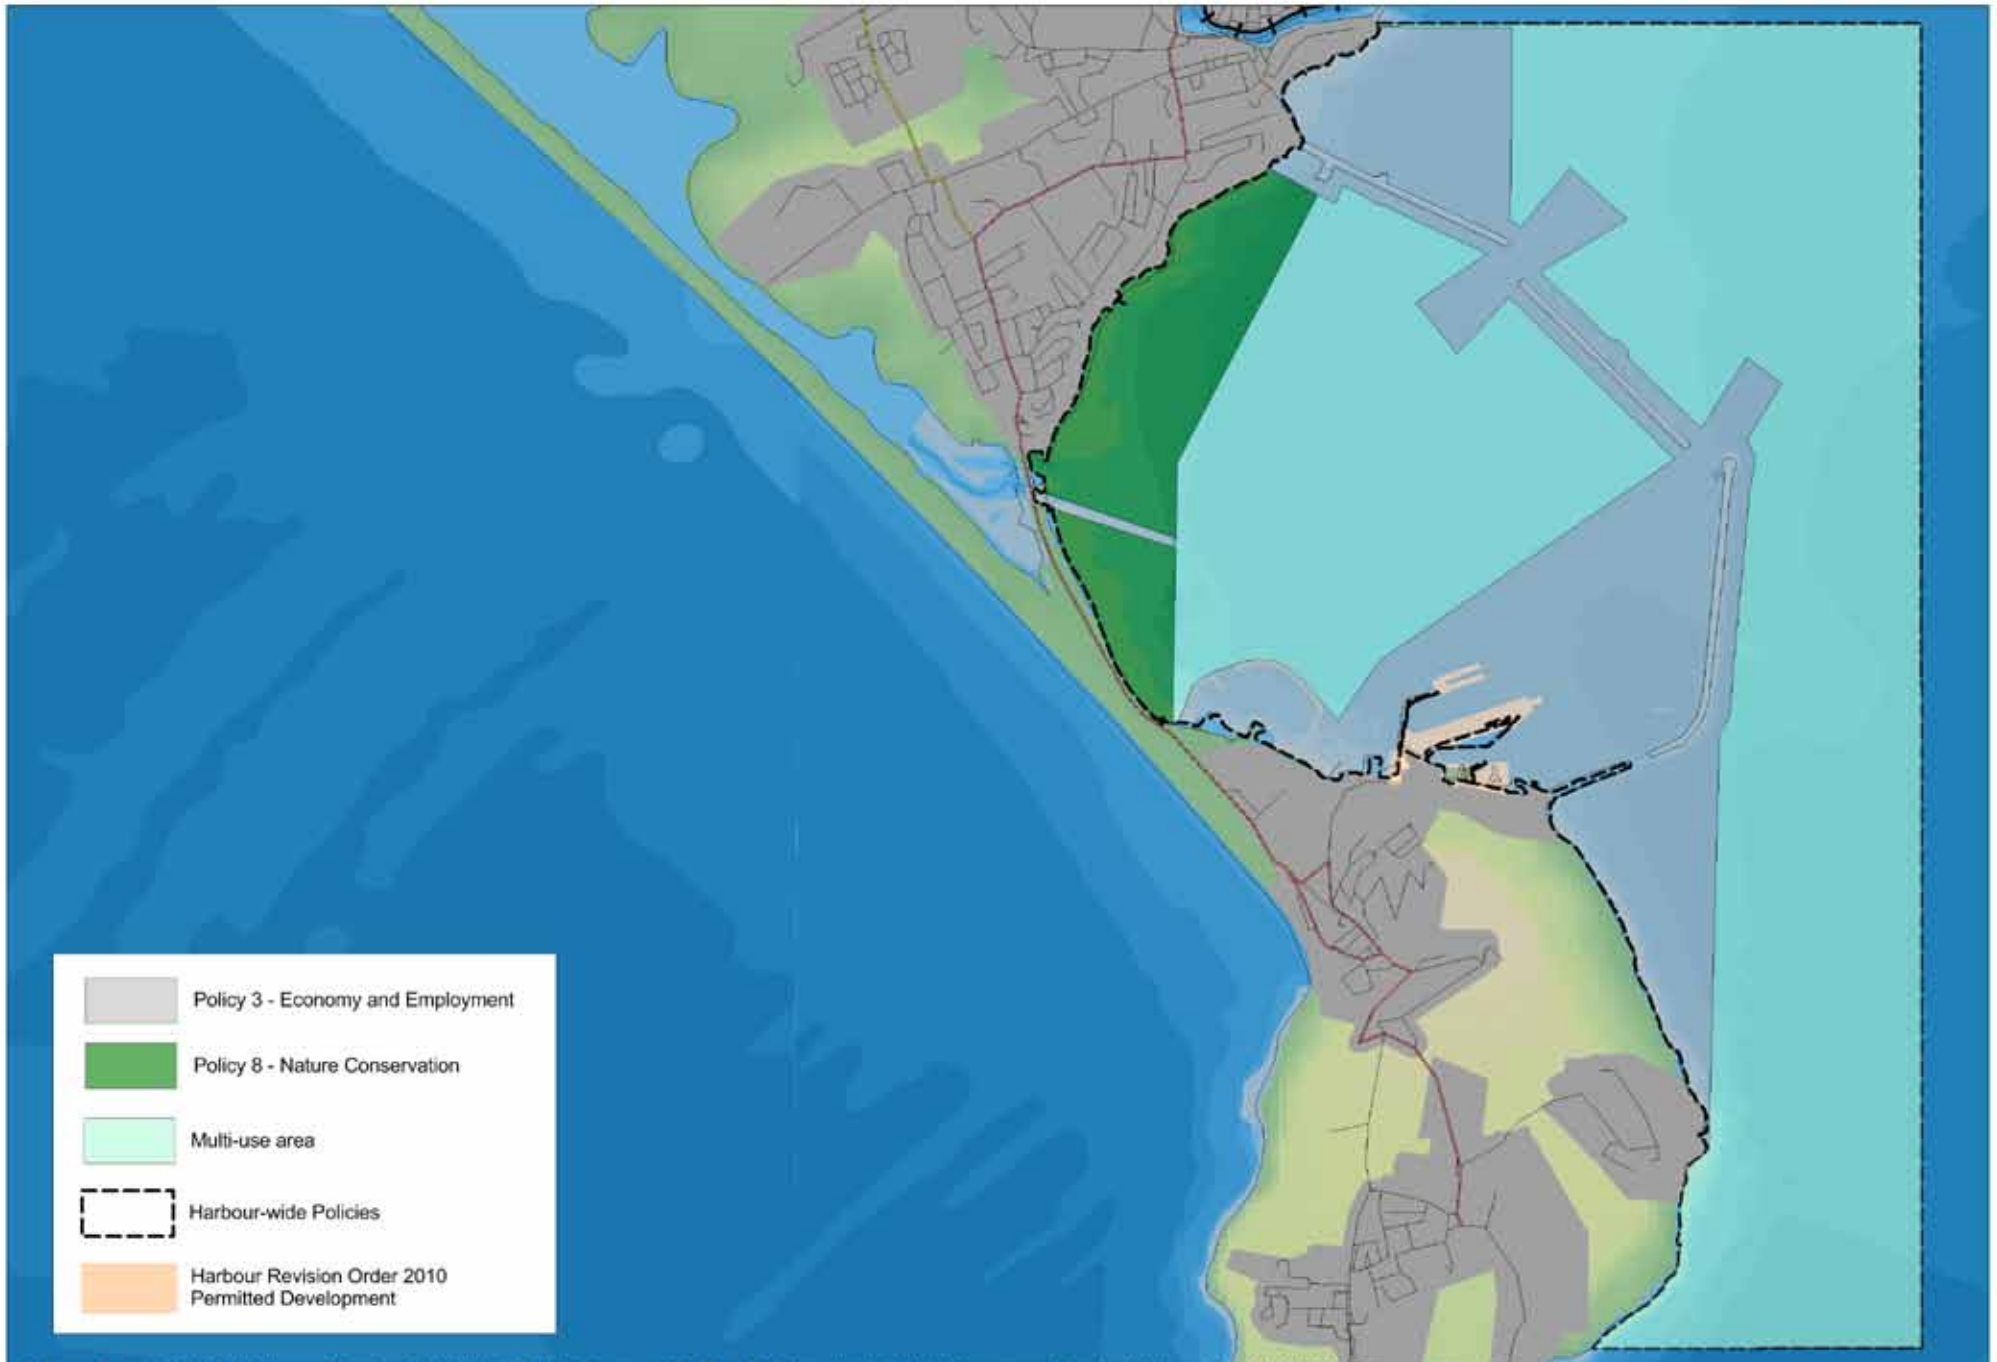 Policy 3 - Economy and Employment
Policy 8 - Nature Conservation
Multi-use area
Harbour-wide Policies
Harbour Revision Order 2010
Permitted Development